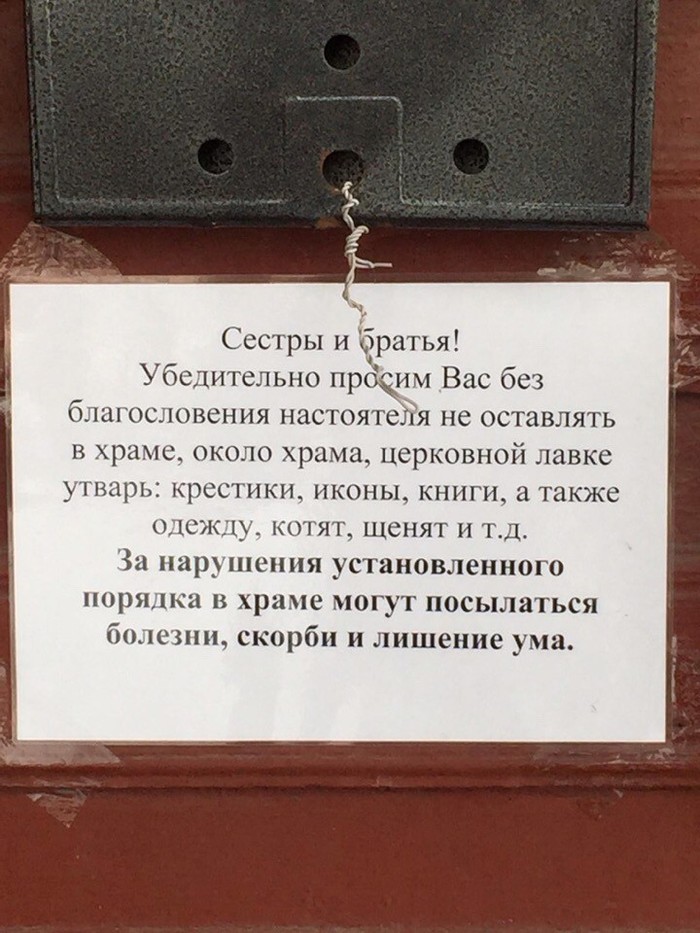 Сестры и братья!
Убедительно просим Вас без
благословения настоятеля не оставлять
в храме, около храма, церковной лавке
утварь: крестики, иконы, книги, а также
одежду, котят, щенят и т.д.
За нарушения установленного
порядка в храме могут посылаться
болезни, скорби и лишение ума.